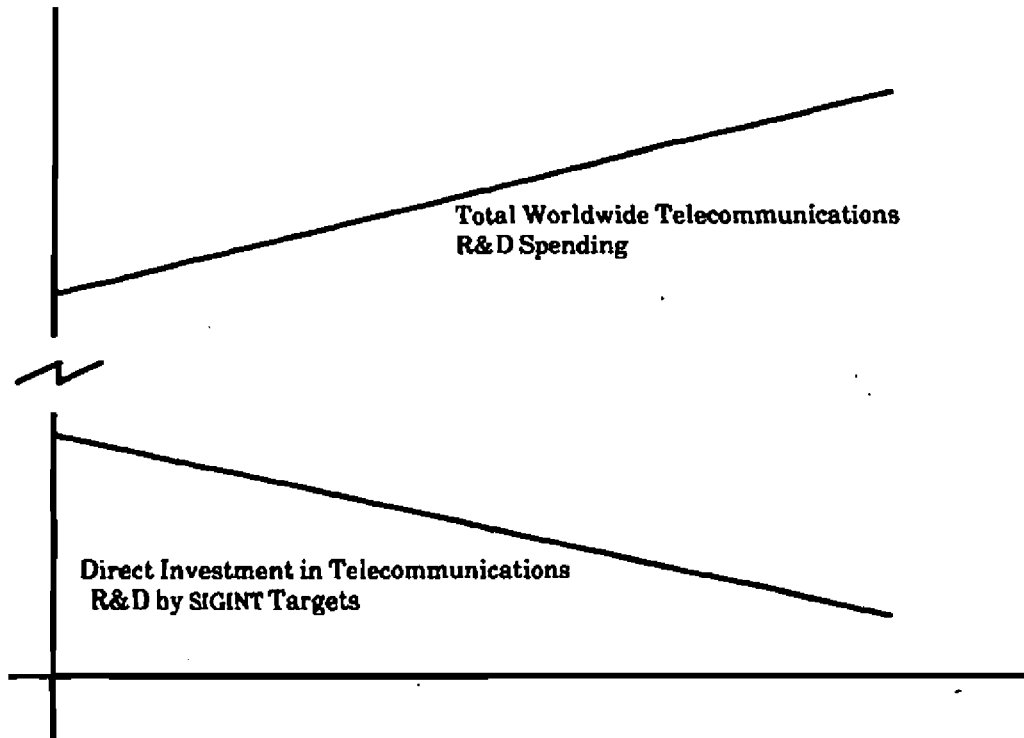 Total Worldwide Telecommunications
R&D Spending
Direct Investment in Telecommunications
R&D by SIGINT Targets